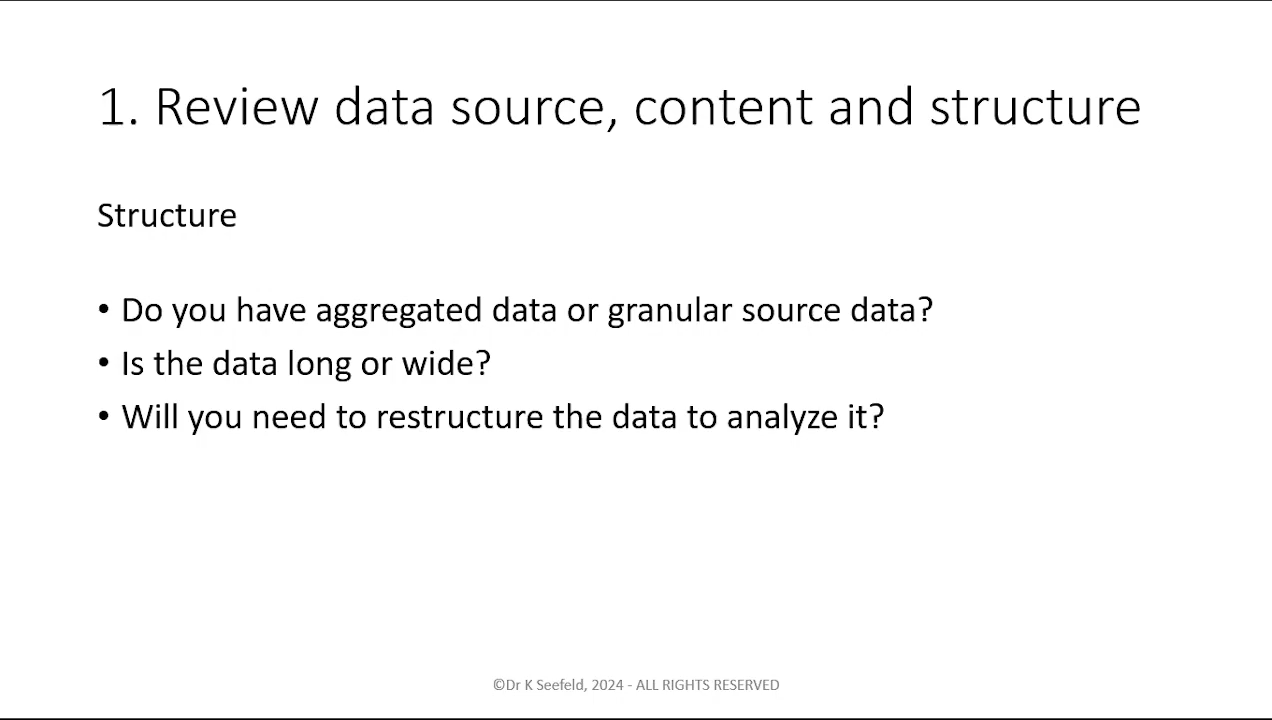 1. Review data source, content and structure
Structure
• Do you have aggregated data or granular source data?
• Is the data long or wide?
• Will you need to restructure the data to analyze it?
©Dr K Seefeld, 2024 - ALL RIGHTS RESERVED